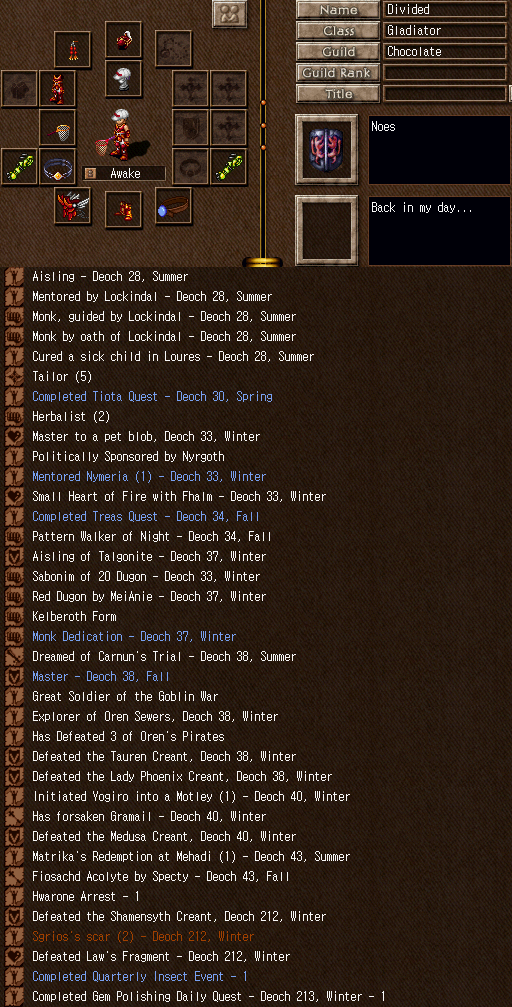 Name Divided
Class Gladiator
Guild Chocolate
Guild Rank
Title
Noes
Awake
Back in my day...
Aisling - Deoch 28, Summer
Mentored by Lockindal - Deoch 28, Summer
Monk, guided by Lockindal - Deoch 28, Summer
Monk by oath of Lockindal - Deoch 28, Summer
Cured a sick child in Loures - Deoch 28, Summer
Tailor (5)
Completed Tiota Quest - Deoch 30, Spring
Herbalist (2)
Master to a pet blob, Deoch 33, Winter
Politically Sponsored by Nyrgoth
Mentored Nymeria (1) - Deoch 33, Winter
Small Heart of Fire with Fhalm - Deoch 33, Winter
Completed Treas Quest - Deoch 34, Fall
Pattern Walker of Night - Deoch 34, Fall
Aisling of Talgonite - Deoch 37, Winter
Sabonim of 20 Dugon - Deoch 33, Winter
Red Dugon by MeiAnie - Deoch 37, Winter
Kelberoth Form
Monk Dedication - Deoch 37, Winter
Dreamed of Carnun's Trial - Deoch 38, Summer
Master - Deoch 38, Fall
Great Soldier of the Goblin War
Explorer of Oren Sewers, Deoch 38, Winter
Has Defeated 3 of Oren's Pirates
Defeated the Tauren Creant, Deoch 38, Winter
Defeated the Lady Phoenix Creant, Deoch 38, Winter
Initiated Yogiro into a Motley (1) - Deoch 40, Winter
Has forsaken Gramail - Deoch 40, Winter
Defeated the Medusa Creant, Deoch 40, Winter
Matrika's Redemption at Mehadi (1) - Deoch 43, Summer
Fiosachd Acolyte by Specty - Deoch 43, Fall
Hwarone Arrest - 1
Defeated the Shamensyth Creant, Deoch 212, Winter
Sgrios's scar (2) - Deoch 212, Winter
Defeated Law's Fragment - Deoch 212, Winter
Completed Quarterly Insect Event - 1
Completed Gem Polishing Daily Quest - Deoch 213, Winter - 1